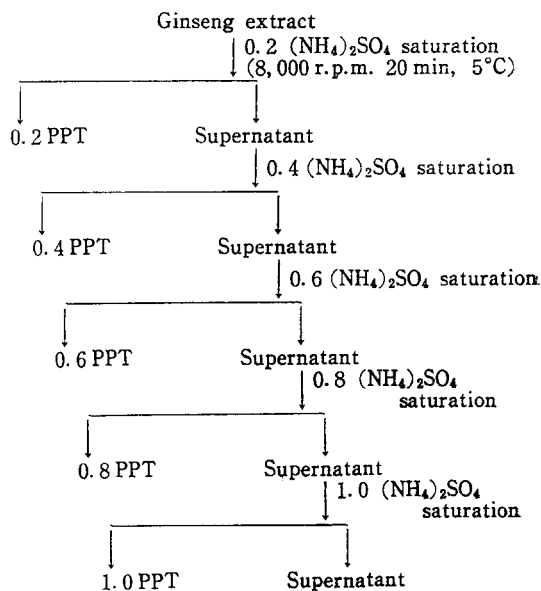 Ginseng extract
0.2 (NH₄)₂SO₄ saturation
(8,000 r.p.m. 20 min, 5°C)
0.2 PPT
Supernatant
0.4 (NH₄)₂SO₄ saturation
0.4 PPT
Supernatant
0.6 (NH₄)₂SO₄ saturation
0.6 PPT
Supernatant
0.8 (NH₄)₂SO₄
saturation
0.8 PPT
Supernatant
1.0 (NH₄)₂SO₄
saturation
1.0 PPT
Supernatant